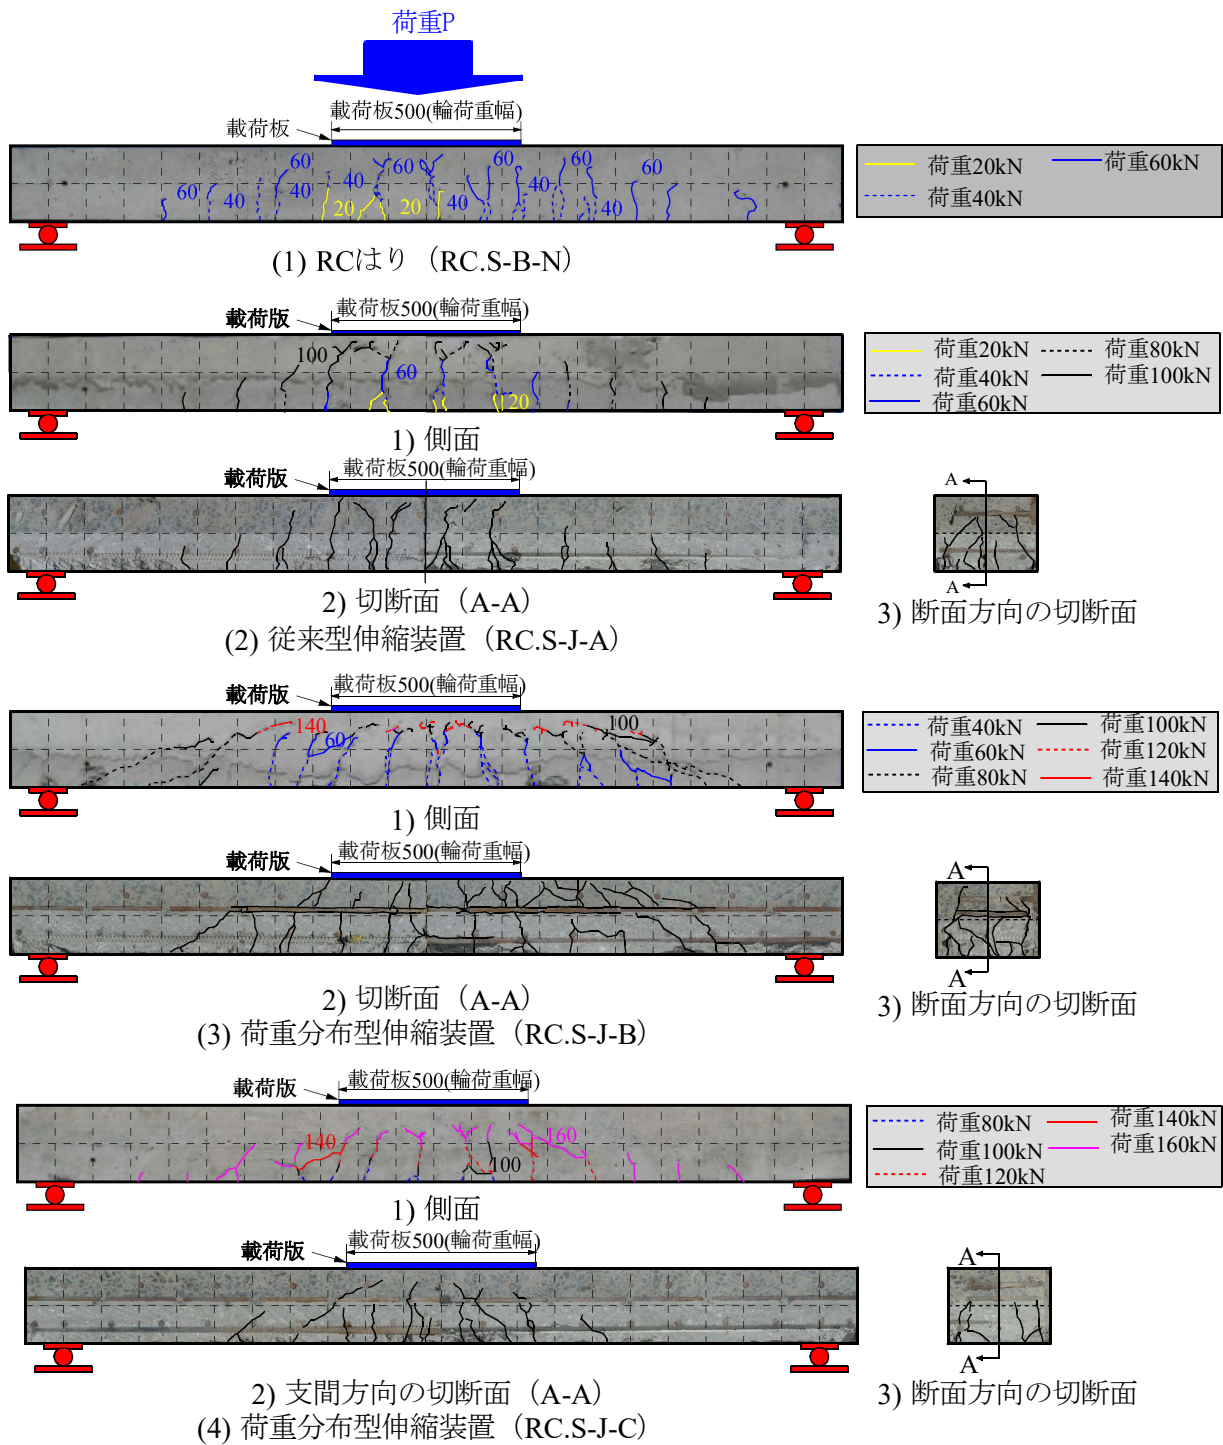 荷重P
載荷板500(輪荷重幅)
載荷板
60 60 60 60 60 60
60 40 40 40 40 40 40
20 20
荷重20kN 荷重60kN
荷重40kN
(1) RCはり（RC.S-B-N）
載荷板500(輪荷重幅)
載荷版
100
60
20
荷重20kN 荷重80kN
荷重40kN 荷重100kN
荷重60kN
1) 側面
載荷板500(輪荷重幅)
載荷版
A
A
2) 切断面（A-A）
3) 断面方向の切断面
(2) 従来型伸縮装置（RC.S-J-A）
載荷板500(輪荷重幅)
載荷版
140 100
60
荷重40kN 荷重100kN
荷重60kN 荷重120kN
荷重80kN 荷重140kN
1) 側面
載荷板500(輪荷重幅)
載荷版
A
A
2) 切断面（A-A）
3) 断面方向の切断面
(3) 荷重分布型伸縮装置（RC.S-J-B）
載荷板500(輪荷重幅)
載荷版
140 160
100
荷重80kN 荷重140kN
荷重100kN 荷重160kN
荷重120kN
1) 側面
載荷板500(輪荷重幅)
載荷版
A
A
2) 支間方向の切断面（A-A）
3) 断面方向の切断面
(4) 荷重分布型伸縮装置（RC.S-J-C）